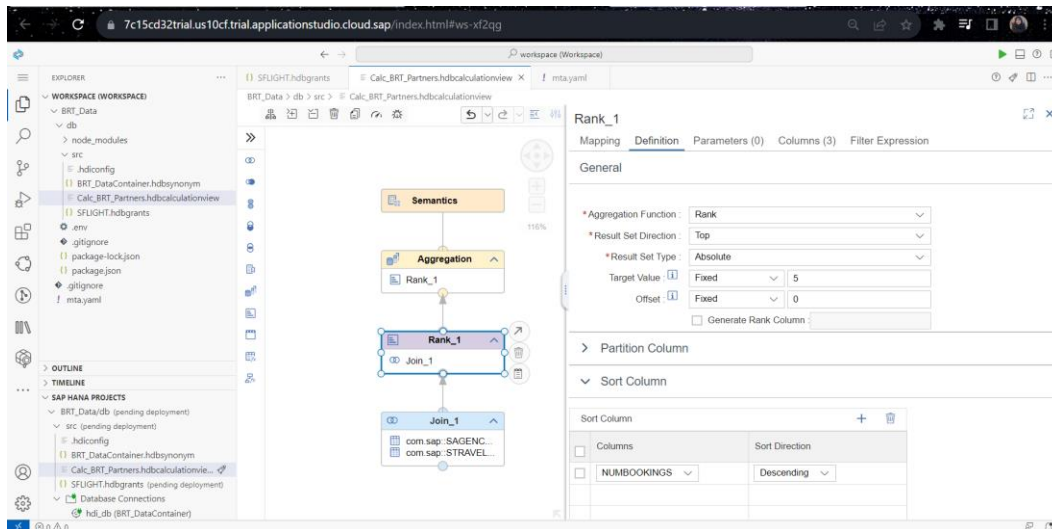 7c15cd32trial.us10cf.trial.applicationstudio.cloud.sap/index.html#ws-xf2qg
workspace (Workspace)
EXPLORER
WORKSPACE (WORKSPACE)
BRT_Data
db
node_modules
src
.hdiconfig
BRT_DataContainer.hdbsynonym
Calc_BRT_Partners.hdbcalculationview
SFLIGHT.hdbgrants
.env
.gitignore
package-lock.json
package.json
.gitignore
mta.yaml
OUTLINE
TIMELINE
SAP HANA PROJECTS
BRT_Data/db (pending deployment)
src (pending deployment)
.hdiconfig
BRT_DataContainer.hdbsynonym
Calc_BRT_Partners.hdbcalculationvie...
SFLIGHT.hdbgrants (pending deployment)
Database Connections
hdi_db (BRT_DataContainer)
0 0 0
SFLIGHT.hdbgrants
Calc_BRT_Partners.hdbcalculationview
mta.yaml
BRT_Data > db > src > Calc_BRT_Partners.hdbcalculationview
116%
Semantics
Aggregation
Rank_1
Rank_1
Join_1
Join_1
com.sap::SAGENC...
com.sap::STRAVEL...
Rank_1
Mapping Definition Parameters (0) Columns (3) Filter Expression
General
*Aggregation Function : Rank
*Result Set Direction : Top
*Result Set Type : Absolute
Target Value : Fixed 5
Offset : Fixed 0
Generate Rank Column :
Partition Column
Sort Column
Sort Column
Columns Sort Direction
NUMBOOKINGS Descending